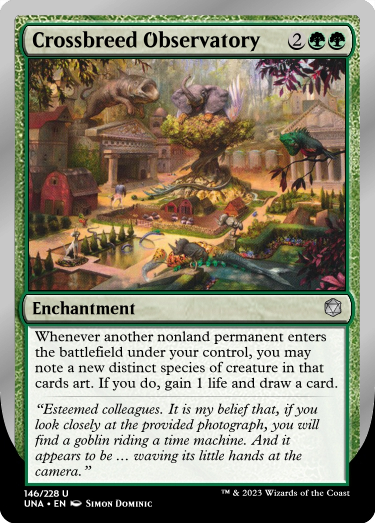 Crossbreed Observatory 2
Enchantment
Whenever another nonland permanent enters
the battlefield under your control, you may
note a new distinct species of creature in that
cards art. If you do, gain 1 life and draw a card.
“Esteemed colleagues. It is my belief that, if you
look closely at the provided photograph, you will
find a goblin riding a time machine. And it
appears to be … waving its little hands at the
camera.”
146/228 U
UNA • EN Simon Dominic ™ & 2023 Wizards of the Coast